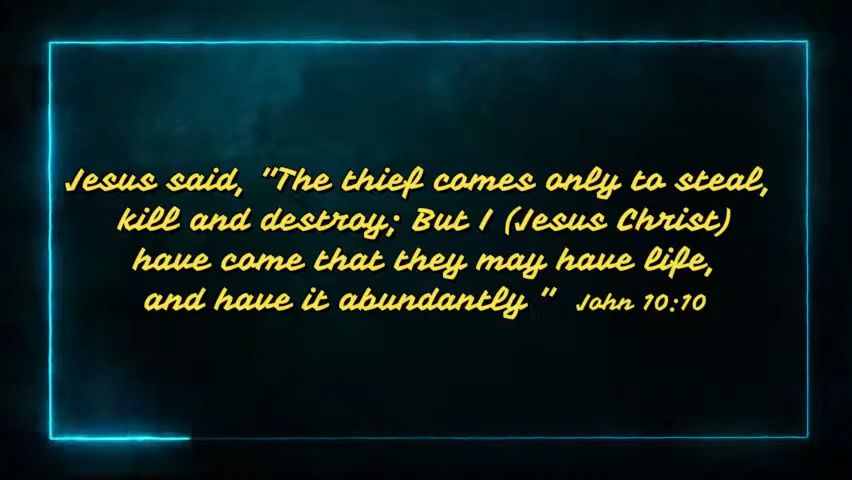 Jesus said, "The thief comes only to steal,
kill and destroy; But I (Jesus Christ)
have come that they may have life,
and have it abundantly " John 10:10